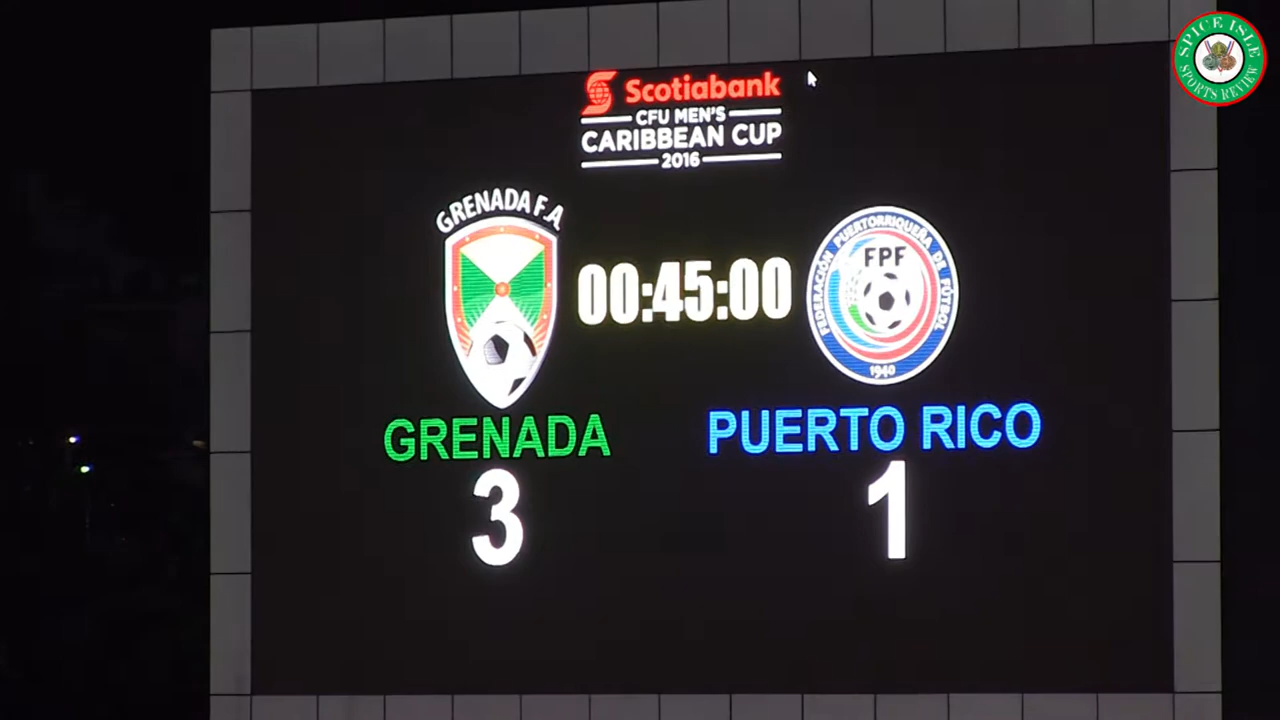 SPICE ISLE
SPORTS REVIEW
Scotiabank
CFU MEN'S
CARIBBEAN CUP
2016
GRENADA F.A
00:45:00
FEDERACIÓN PUERTORRIQUEÑA DE FÚTBOL
FPF
1940
GRENADA
PUERTO RICO
3
1